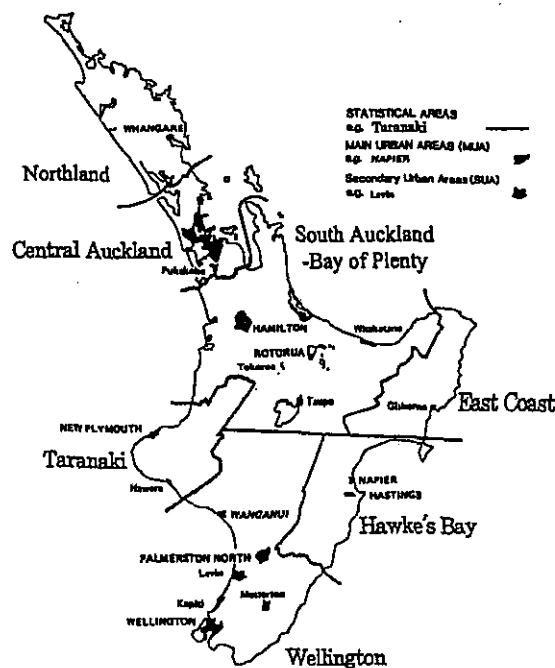 STATISTICAL AREAS
e.g. Taranaki
MAIN URBAN AREAS (MUA)
e.g. NAPIER
Secondary Urban Areas (SUA)
e.g. Levin
WHANGAREI
Northland
Central Auckland
South Auckland
-Bay of Plenty
Pukekohe
HAMILTON
Whakatane
ROTORUA
Tokoroa
Taupo
Gisborne
East Coast
NEW PLYMOUTH
Taranaki
Hawera
NAPIER
HASTINGS
WANGANUI
Hawke's Bay
PALMERSTON NORTH
Levin
Kapiti
Masterton
WELLINGTON
Wellington